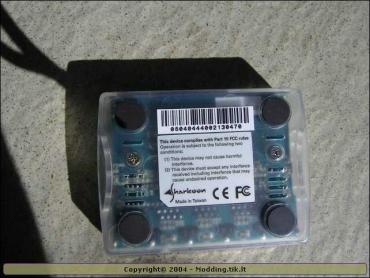 05048444002130470
This device complies with Part 15 FCC rules
Operation is subject to the following two
conditions:
(1) This device may not cause harmful
interference.
(2) This device must accept any interference
received including interference that may
cause undesired operation.
Sharkoon
CE FC
Made in Taiwan
Copyright© 2004 - Modding.tik.it